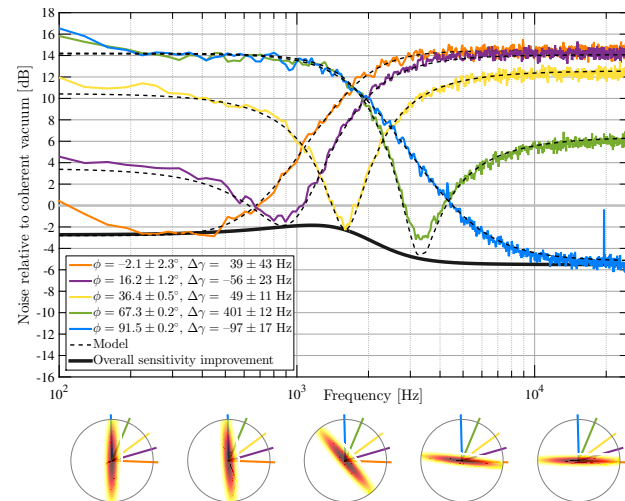 18
16
14
12
10
8
6
4
2
0
−2
−4
−6
−8
−10
−12
−14
−16
Noise relative to coherent vacuum [dB]
ϕ = –2.1 ± 2.3°, Δγ = 39 ± 43 Hz
ϕ = 16.2 ± 1.2°, Δγ = –56 ± 23 Hz
ϕ = 36.4 ± 0.5°, Δγ = 49 ± 11 Hz
ϕ = 67.3 ± 0.2°, Δγ = 401 ± 12 Hz
ϕ = 91.5 ± 0.2°, Δγ = –97 ± 17 Hz
Model
Overall sensitivity improvement
10² 10³ 10⁴
Frequency [Hz]